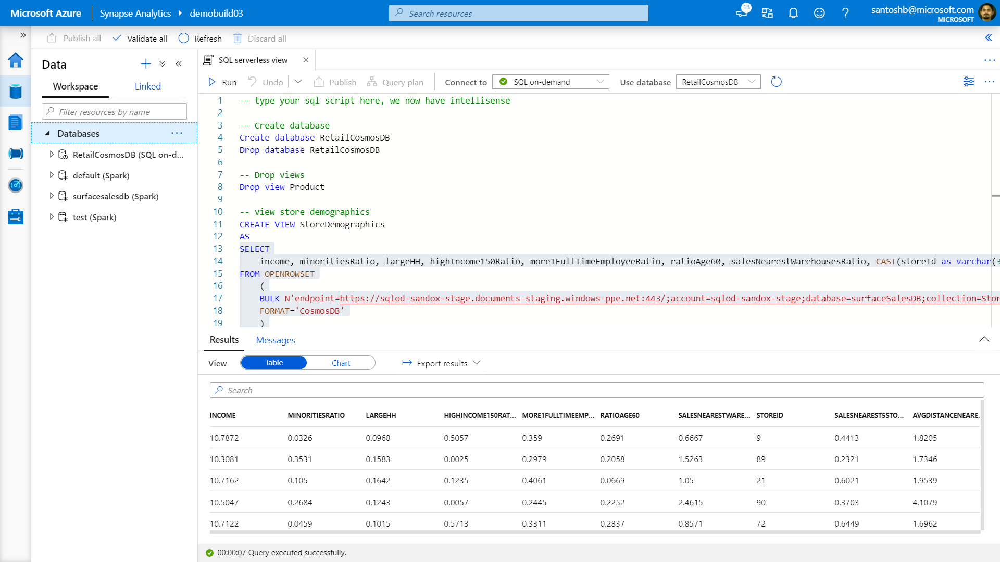 Microsoft Azure
Synapse Analytics
demobuild03
Search resources
13
santoshb@microsoft.com
MICROSOFT
Publish all
Validate all
Refresh
Discard all
Data
Workspace
Linked
Filter resources by name
Databases
RetailCosmosDB (SQL on-d...
default (Spark)
surfacesalesdb (Spark)
test (Spark)
SQL serverless view
Run
Undo
Publish
Query plan
Connect to
SQL on-demand
Use database
RetailCosmosDB
1 -- type your sql script here, we now have intellisense
2
3 -- Create database
4 Create database RetailCosmosDB
5 Drop database RetailCosmosDB
6
7 -- Drop views
8 Drop view Product
9
10 -- view store demographics
11 CREATE VIEW StoreDemographics
12 AS
13 SELECT
14 income, minoritiesRatio, largeHH, highIncome150Ratio, more1FullTimeEmployeeRatio, ratioAge60, salesNearestWarehousesRatio, CAST(storeId as varchar(3
15 FROM OPENROWSET
16 (
17 BULK N'endpoint=https://sqlod-sandox-stage.documents-staging.windows-ppe.net:443/;account=sqlod-sandox-stage;database=surfaceSalesDB;collection=Stor
18 FORMAT='CosmosDB'
19 )
Results
Messages
View
Table
Chart
Export results
Search
INCOME MINORITIESRATIO LARGEHH HIGHINCOME150RAT... MORE1FULLTIMEEMP... RATIOAGE60 SALESNEARESTWARE... STOREID SALESNEAREST5STO... AVGDISTANCENEARE.
10.7872 0.0326 0.0968 0.5057 0.359 0.2691 0.6667 9 0.4413 1.8205
10.3081 0.3531 0.1583 0.0025 0.2979 0.2058 1.5263 89 0.2321 1.7346
10.7162 0.105 0.1642 0.1235 0.4061 0.0669 1.05 21 0.6021 1.9539
10.5047 0.2684 0.1243 0.0057 0.2445 0.2252 2.4615 90 0.3703 4.1079
10.7122 0.0459 0.1015 0.5713 0.3311 0.2837 0.8571 72 0.6449 1.6962
00:00:07 Query executed successfully.